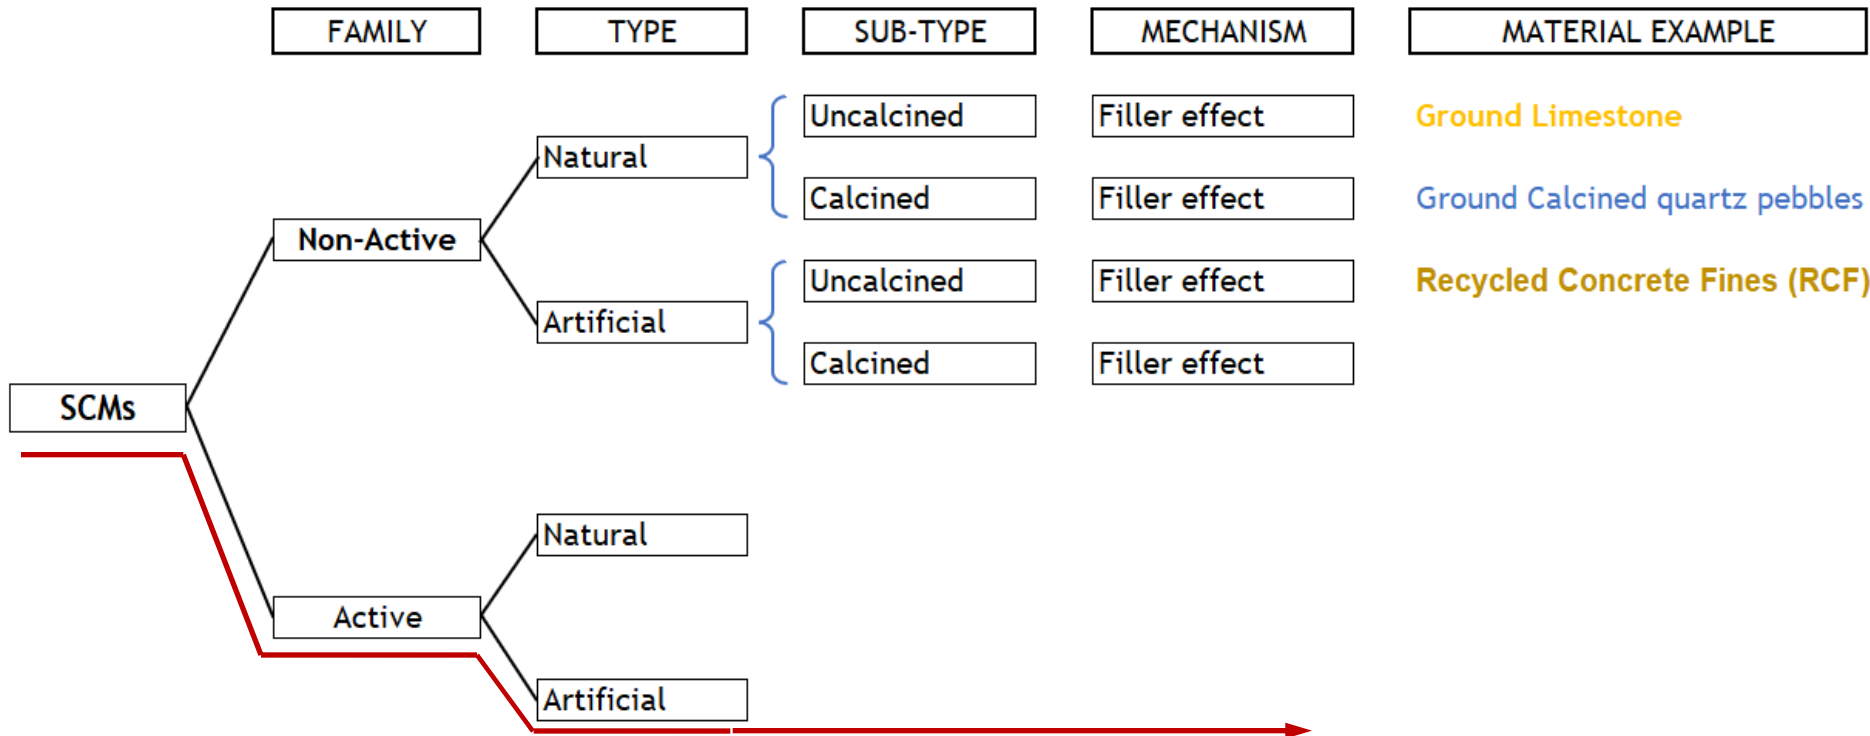 FAMILY TYPE SUB-TYPE MECHANISM MATERIAL EXAMPLE
Uncalcined Filler effect Ground Limestone
Natural
Calcined Filler effect Ground Calcined quartz pebbles
Non-Active
Uncalcined Filler effect Recycled Concrete Fines (RCF)
Artificial
Calcined Filler effect
SCMs
Natural
Active
Artificial